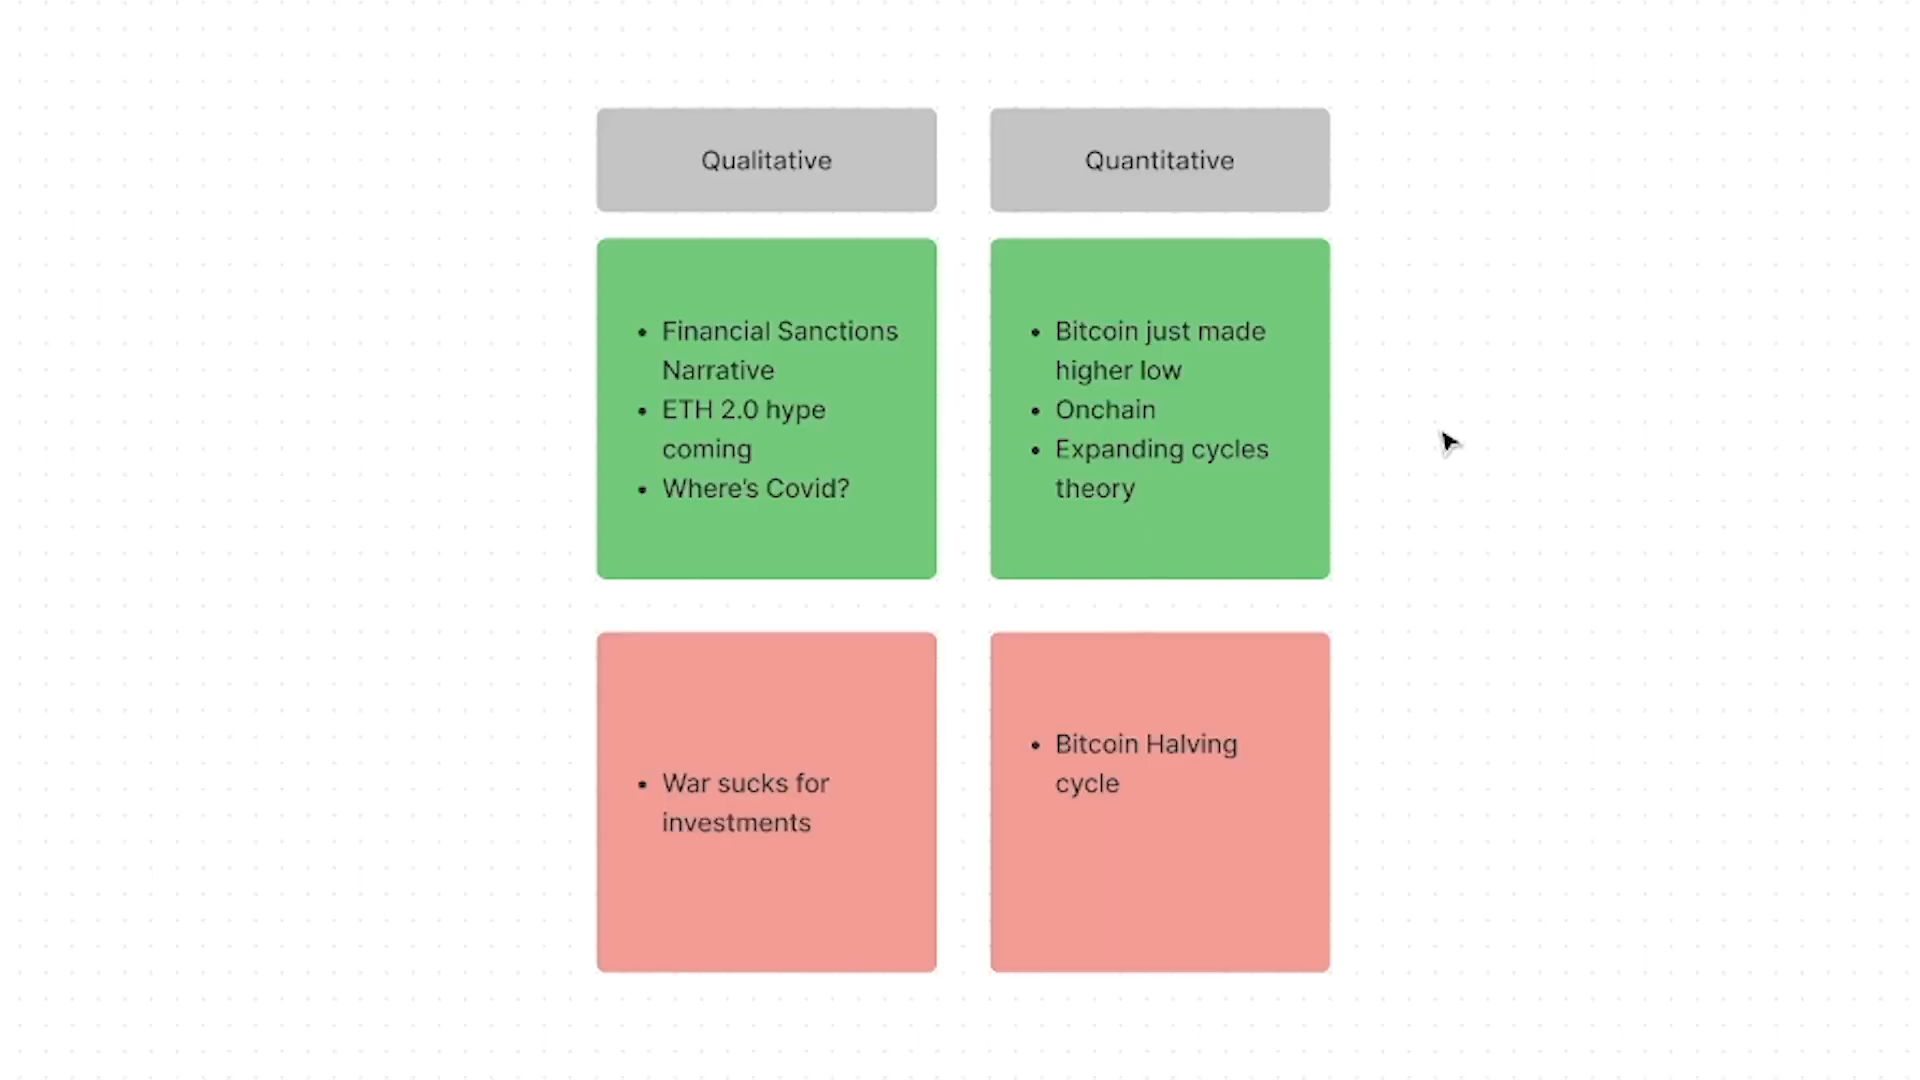 Qualitative
Quantitative
• Financial Sanctions
Narrative
• ETH 2.0 hype
coming
• Where's Covid?
• Bitcoin just made
higher low
• Onchain
• Expanding cycles
theory
• War sucks for
investments
• Bitcoin Halving
cycle